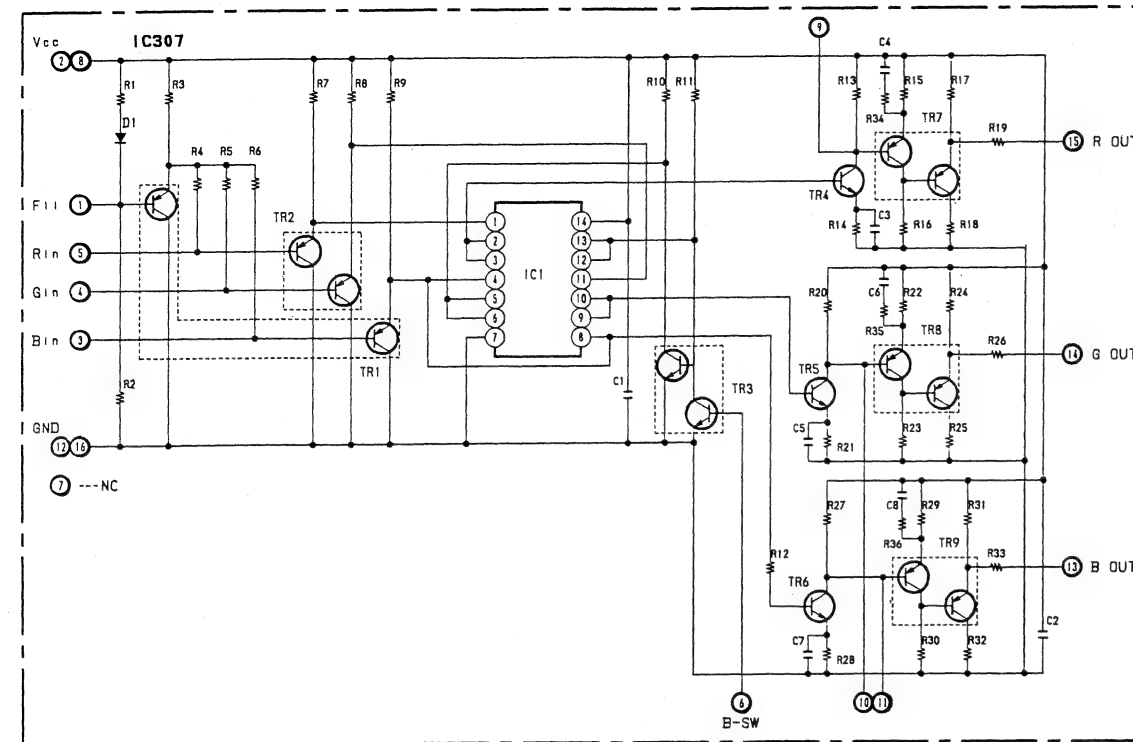 Vcc IC307
2 8
9
C4
R1 R3 R7 R8 R9 R10 R11 R13 R15 R17
D1
R34 TR7
R19
15 R OUT
R4 R5 R6
TR4
Fil 1
TR2
1 14
2 13
3 12
4 IC1 11
5 10
6 9
7 8
R14 C3 R16 R18
Rin 5
Gin 4
R20 C6 R22 R24
R35 TR8
R26
14 G OUT
Bin 3
TR1
TR3
TR5
R2
C1
C5 R21 R23 R25
GND
12 16
7 ---NC
R27 C8 R29 R31
R36 TR9
R12
R33
13 B OUT
TR6
C7 R28 R30 R32 C2
6
B-SW
10 11